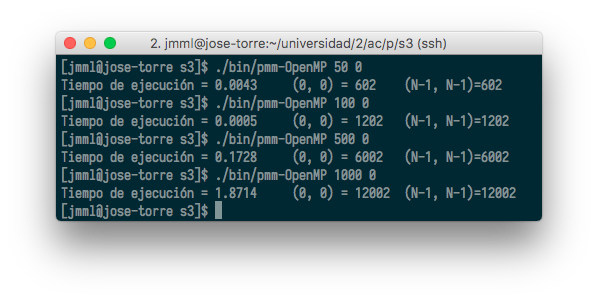 2. jmml@jose-torre:~/universidad/2/ac/p/s3 (ssh)
[jmml@jose-torre s3]$ ./bin/pmm-OpenMP 50 0
Tiempo de ejecución = 0.0043 (0, 0) = 602 (N-1, N-1)=602
[jmml@jose-torre s3]$ ./bin/pmm-OpenMP 100 0
Tiempo de ejecución = 0.0005 (0, 0) = 1202 (N-1, N-1)=1202
[jmml@jose-torre s3]$ ./bin/pmm-OpenMP 500 0
Tiempo de ejecución = 0.1728 (0, 0) = 6002 (N-1, N-1)=6002
[jmml@jose-torre s3]$ ./bin/pmm-OpenMP 1000 0
Tiempo de ejecución = 1.8714 (0, 0) = 12002 (N-1, N-1)=12002
[jmml@jose-torre s3]$